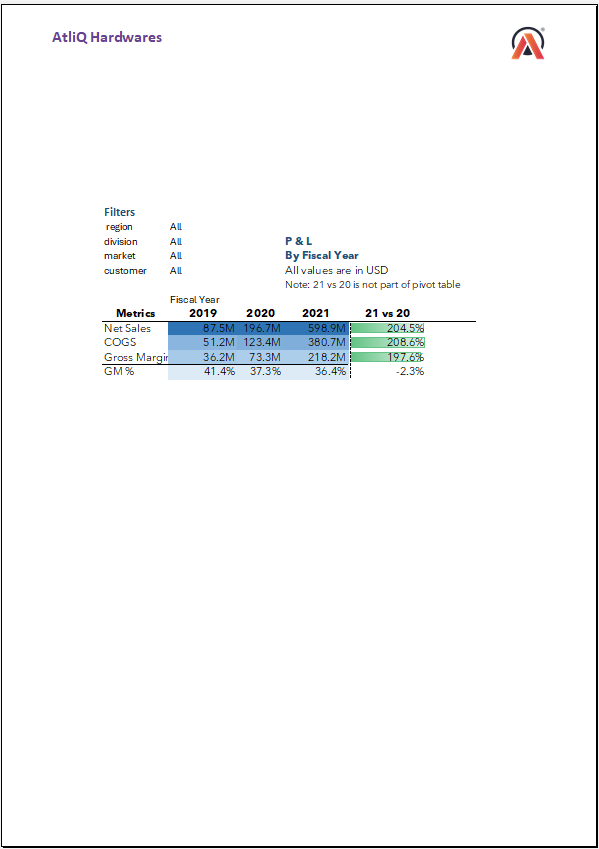 AtliQ Hardwares
Filters
region All
division All P & L
market All By Fiscal Year
customer All All values are in USD
Note: 21 vs 20 is not part of pivot table
Fiscal Year
Metrics 2019 2020 2021 21 vs 20
Net Sales 87.5M 196.7M 598.9M 204.5%
COGS 51.2M 123.4M 380.7M 208.6%
Gross Margin 36.2M 73.3M 218.2M 197.6%
GM % 41.4% 37.3% 36.4% -2.3%